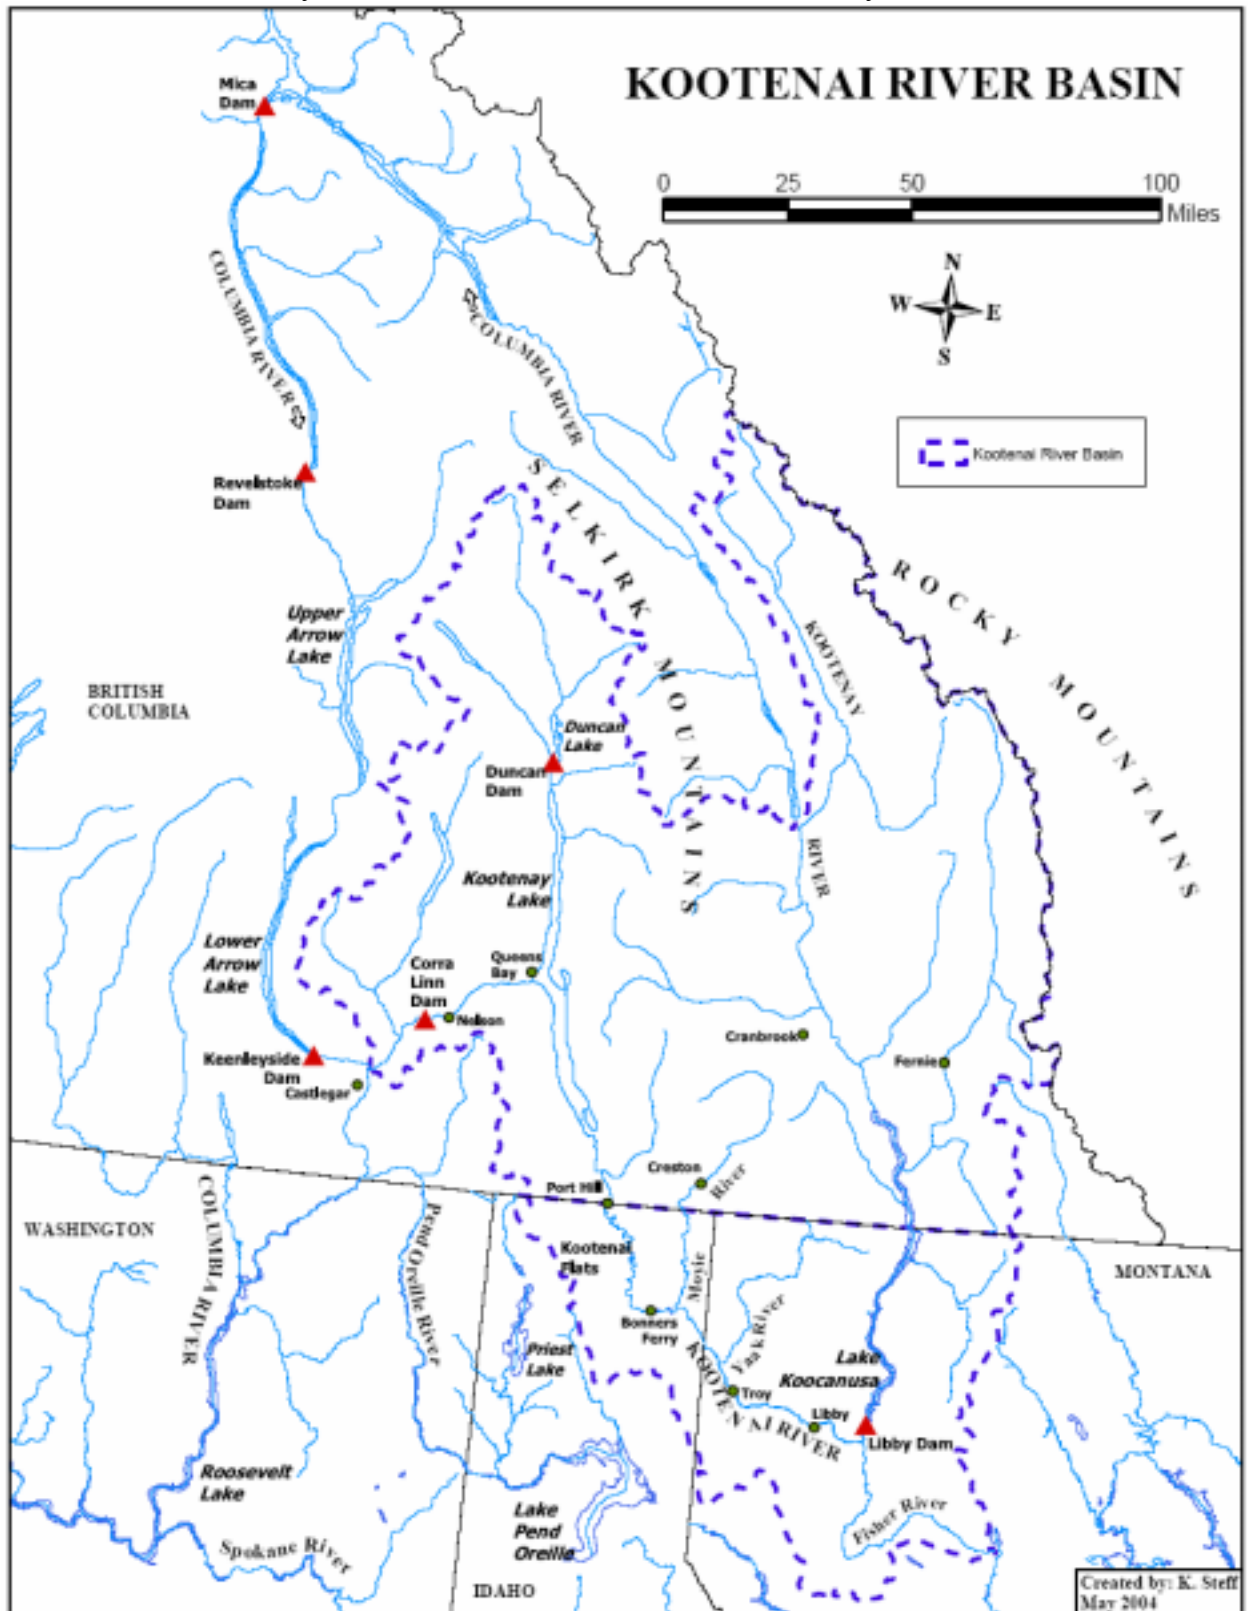 KOOTENAI RIVER BASIN
Mica
Dam
0 25 50 100
Miles
N
W E
S
COLUMBIA RIVER
COLUMBIA RIVER
Kootenai River Basin
Revelstoke
Dam
SELKIRK MOUNTAINS
ROCKY MOUNTAINS
Upper
Arrow
Lake
KOOTENAY
RIVER
BRITISH
COLUMBIA
Duncan
Lake
Duncan
Dam
Kootenay
Lake
Lower
Arrow
Lake
Corra
Linn
Dam
Queens
Bay
Nelson
Cranbrook
Fernie
Keenleyside
Dam
Castlegar
Creston
River
Port Hill
WASHINGTON
COLUMBIA RIVER
Pend Oreille River
Kootenai
Flats
Moyie
MONTANA
Bonners
Ferry
Yaak River
Priest
Lake
Lake
Koocanusa
Troy
Libby
KOOTENAI RIVER
Libby Dam
Roosevelt
Lake
Lake
Pend
Oreille
Fisher River
Spokane River
IDAHO
Created by: K. Steff
May 2004